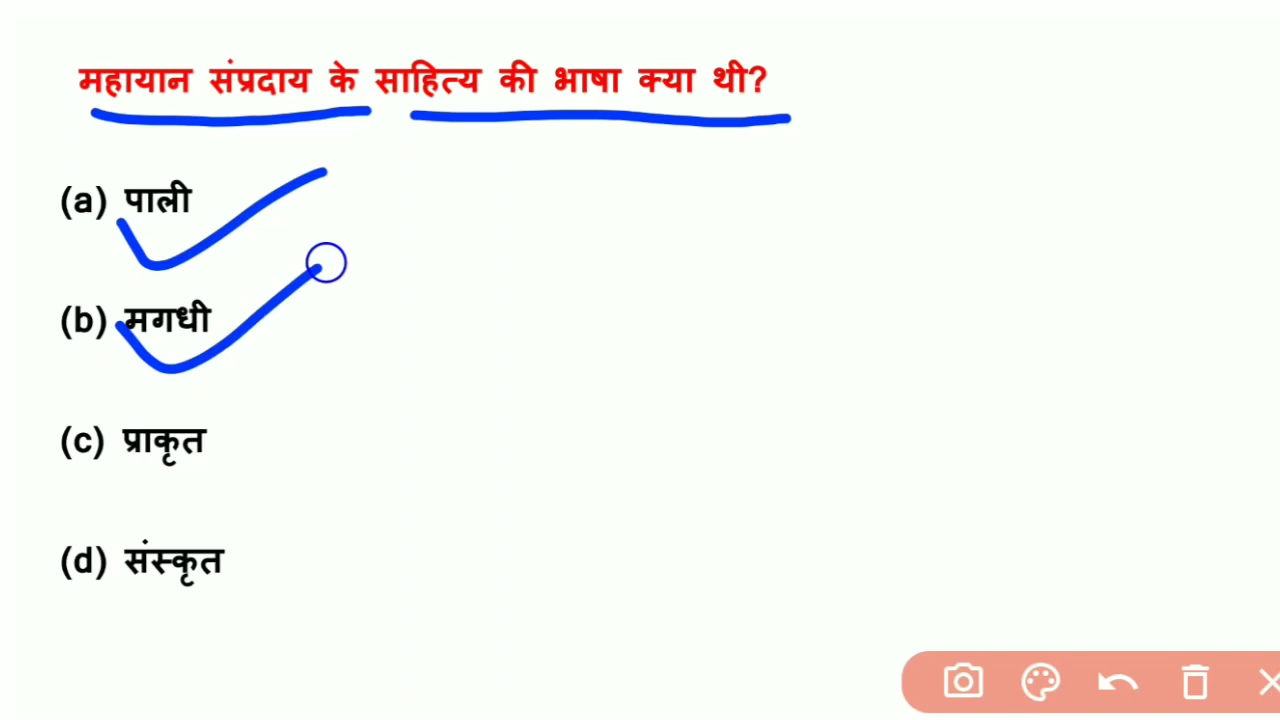 महायान संप्रदाय के साहित्य की भाषा क्या थी?
(a) पाली
(b) मगधी
(c) प्राकृत
(d) संस्कृत